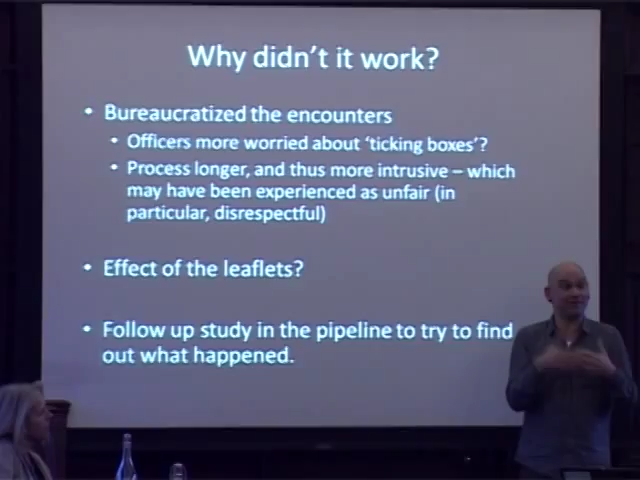 Why didn't it work?
• Bureaucratized the encounters
• Officers more worried about 'ticking boxes'?
• Process longer, and thus more intrusive – which
may have been experienced as unfair (in
particular, disrespectful)
• Effect of the leaflets?
• Follow up study in the pipeline to try to find
out what happened.